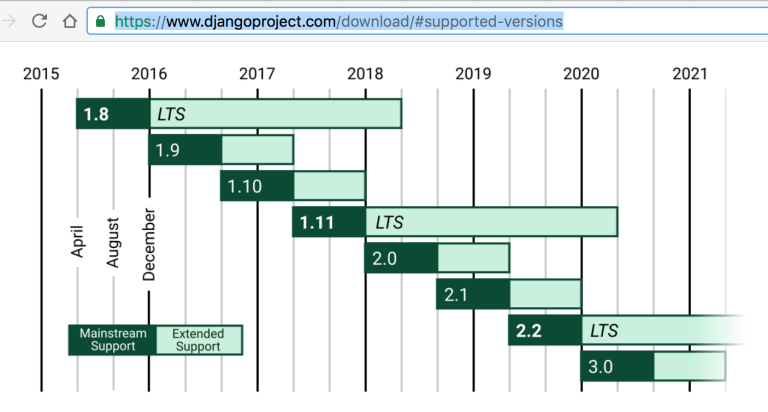 https://www.djangoproject.com/download/#supported-versions
2015 2016 2017 2018 2019 2020 2021
1.8 LTS
1.9
1.10
1.11 LTS
2.0
2.1
2.2 LTS
3.0
April
August
December
Mainstream
Support
Extended
Support